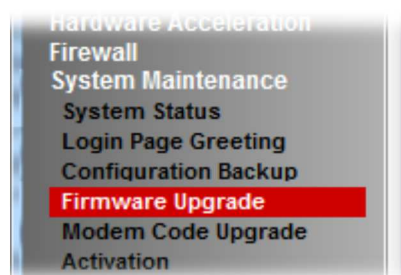 Hardware Acceleration
Firewall
System Maintenance
System Status
Login Page Greeting
Configuration Backup
Firmware Upgrade
Modem Code Upgrade
Activation